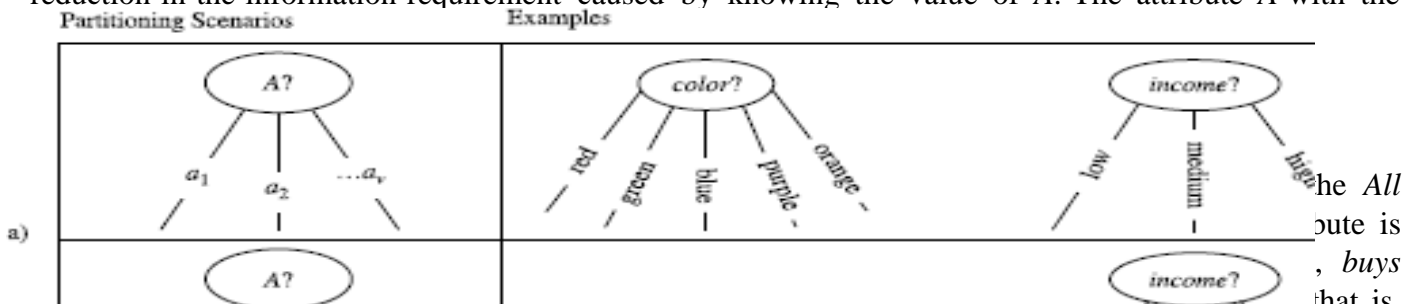 reduction in the information requirement caused by knowing the value of A. The attribute A with the
Partitioning Scenarios Examples
A? color? income?
a1 a2 ...av red green blue purple orange low medium high
he All
a) bute is
A? income? , buys
that is,